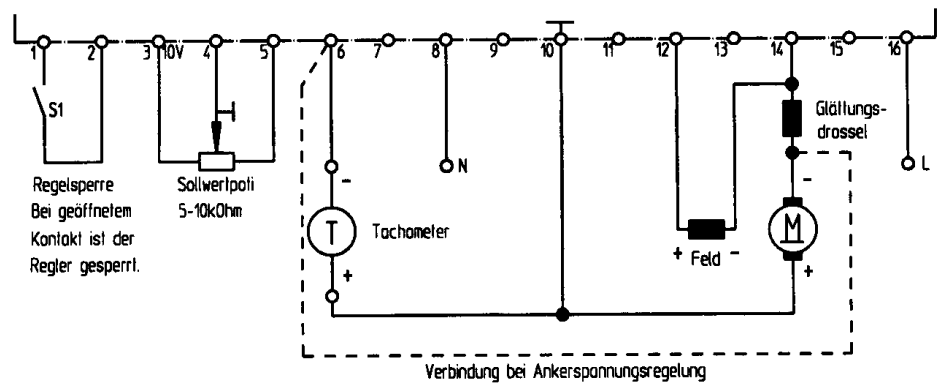 1 2 3 10V 4 5 6 7 8 9 10 11 12 13 14 15 16
S1
Glättungs-
drossel
N
L
Regelsperre
Bei geöffnetem
Kontakt ist der
Regler gesperrt.
Sollwertpoti
5-10kOhm
-
T
Tachometer
+
+ Feld -
-
M
+
Verbindung bei Ankerspannungsregelung